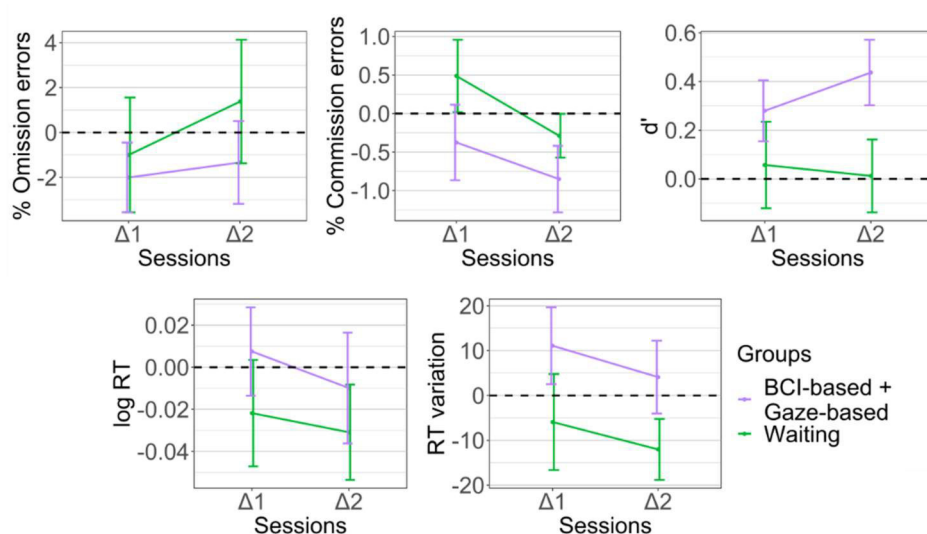 % Omission errors
4
2
0
-2
Δ1
Δ2
Sessions
% Commission errors
1.0
0.5
0.0
-0.5
-1.0
Δ1
Δ2
Sessions
d'
0.6
0.4
0.2
0.0
Δ1
Δ2
Sessions
log RT
0.02
0.00
-0.02
-0.04
Δ1
Δ2
Sessions
RT variation
20
10
0
-10
-20
Δ1
Δ2
Sessions
Groups
BCI-based +
Gaze-based
Waiting